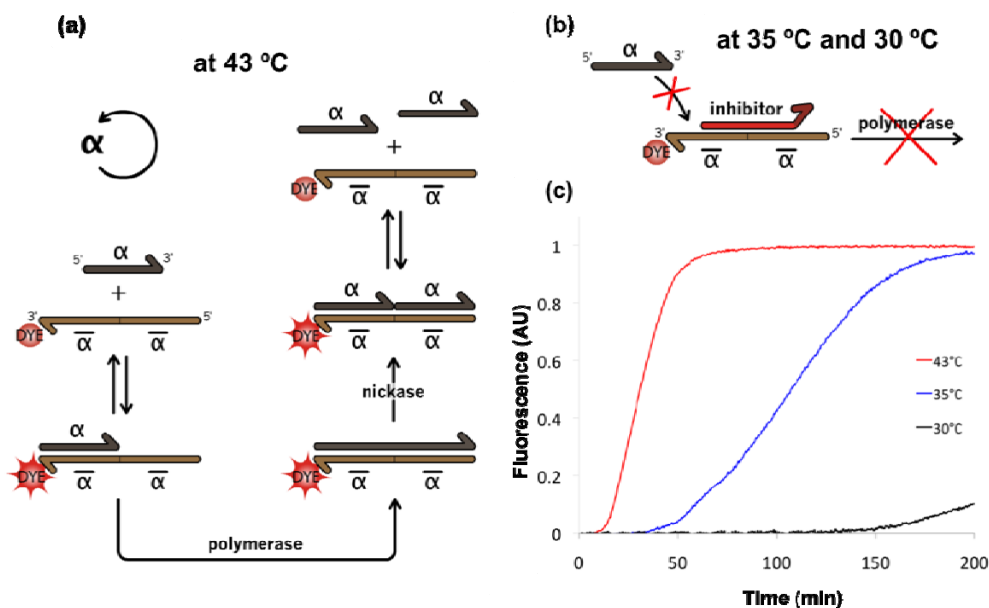 (a)
at 43 ºC
α
5' α 3'
+
3' 5'
DYE
α̅ α̅
α
DYE
α̅ α̅
polymerase
α α
+
DYE
α̅ α̅
α α
DYE
α̅ α̅
nickase
DYE
α̅ α̅
(b)
at 35 ºC and 30 ºC
5' α 3'
inhibitor
3' 5'
DYE
α̅ α̅
polymerase
(c)
Fluorescence (AU)
1
0.8
0.6
0.4
0.2
0
43°C
35°C
30°C
0 50 100 150 200
Time (min)